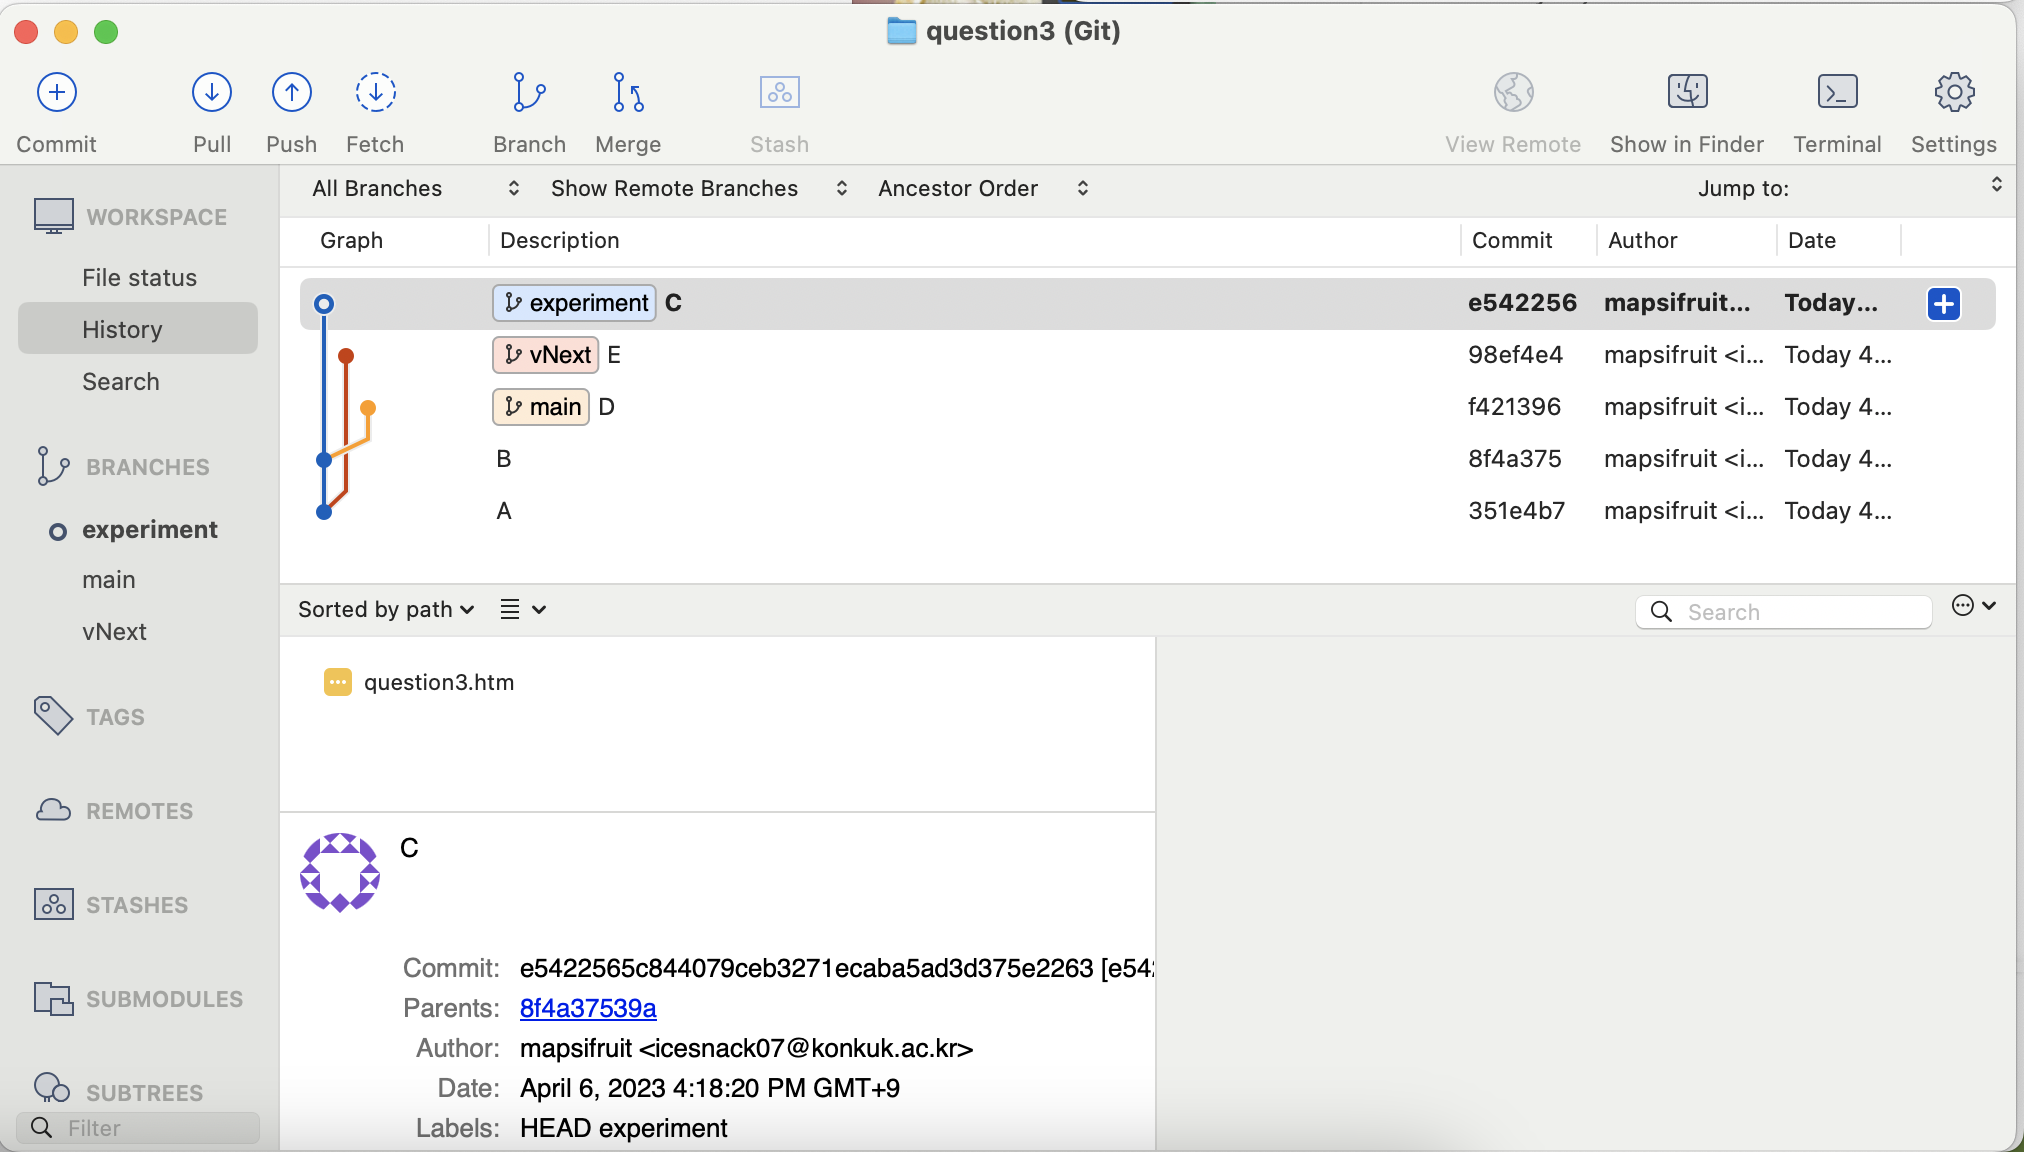 question3 (Git)
Commit Pull Push Fetch Branch Merge Stash View Remote Show in Finder Terminal Settings
All Branches Show Remote Branches Ancestor Order Jump to:
WORKSPACE
File status
History
Search
BRANCHES
experiment
main
vNext
TAGS
REMOTES
STASHES
SUBMODULES
SUBTREES
Filter
Graph Description Commit Author Date
experiment C e542256 mapsifruit... Today...
vNext E 98ef4e4 mapsifruit <i... Today 4...
main D f421396 mapsifruit <i... Today 4...
B 8f4a375 mapsifruit <i... Today 4...
A 351e4b7 mapsifruit <i... Today 4...
Sorted by path Search
question3.htm
C
Commit: e5422565c844079ceb3271ecaba5ad3d375e2263 [e54
Parents: 8f4a37539a
Author: mapsifruit <icesnack07@konkuk.ac.kr>
Date: April 6, 2023 4:18:20 PM GMT+9
Labels: HEAD experiment